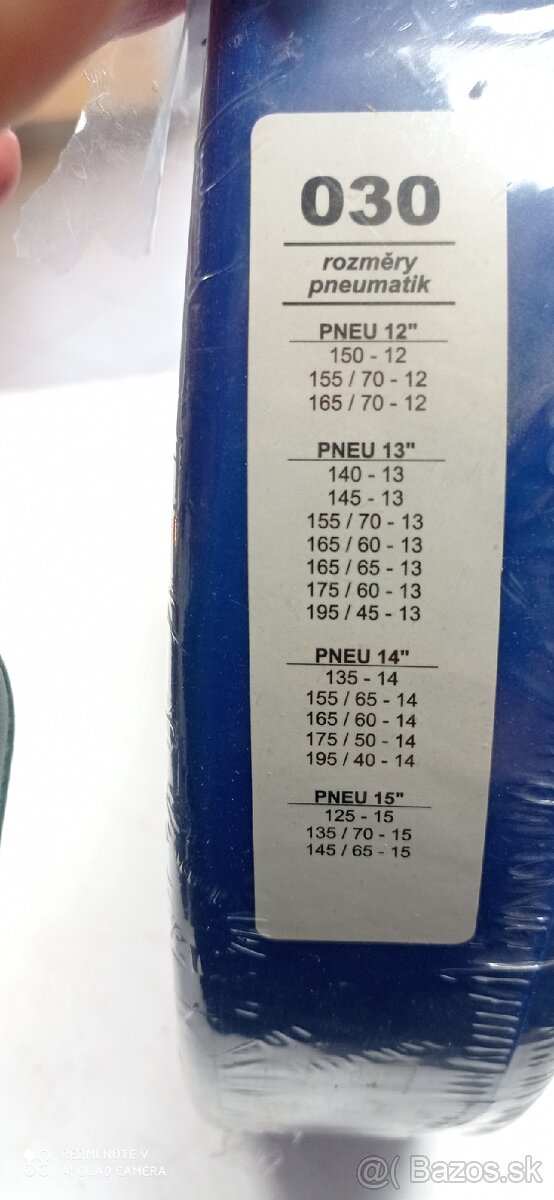 030
rozměry
pneumatik
PNEU 12"
150 - 12
155 / 70 - 12
165 / 70 - 12
PNEU 13"
140 - 13
145 - 13
155 / 70 - 13
165 / 60 - 13
165 / 65 - 13
175 / 60 - 13
195 / 45 - 13
PNEU 14"
135 - 14
155 / 65 - 14
165 / 60 - 14
175 / 50 - 14
195 / 40 - 14
PNEU 15"
125 - 15
135 / 70 - 15
145 / 65 - 15
REDMI NOTE 9
AI QUAD CAMERA
@( Bazos.sk